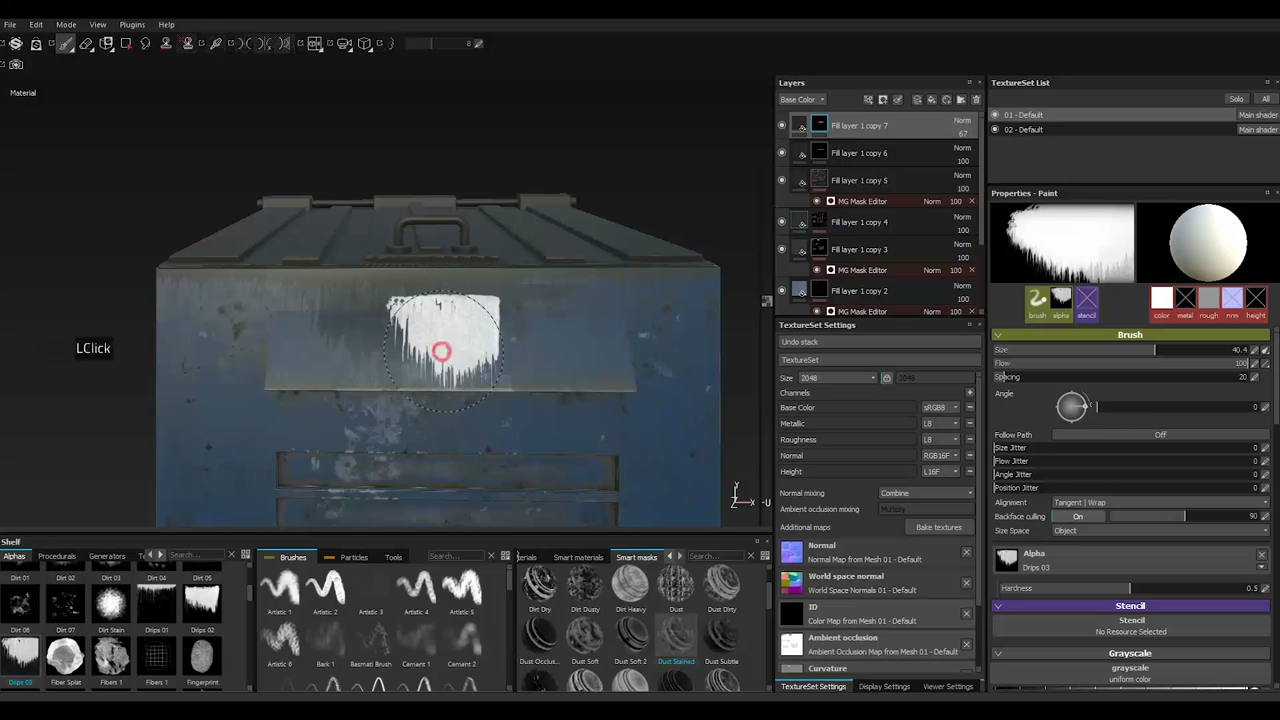 File Edit Mode View Plugins Help
8
Material
LClick
Y
Z X -U
Layers
Base Color
Fill layer 1 copy 7 Norm 67
Fill layer 1 copy 6 Norm 100
Fill layer 1 copy 5 Norm 100
MG Mask Editor Norm 100
Fill layer 1 copy 4 Norm 100
Fill layer 1 copy 3 Norm 100
MG Mask Editor Norm 100
Fill layer 1 copy 2 Norm 100
MG Mask Editor Norm 100
TextureSet Settings
Undo stack
TextureSet
Size 2048 2048
Channels
Base Color sRGB8
Metallic L8
Roughness L8
Normal RGB16F
Height L16F
Normal mixing Combine
Ambient occlusion mixing Multiply
Additional maps Bake textures
Normal
Normal Map from Mesh 01 - Default
World space normal
World Space Normals 01 - Default
ID
Color Map from Mesh 01 - Default
Ambient occlusion
Ambient Occlusion Map from Mesh 01 - Default
Curvature
TextureSet Settings Display Settings Viewer Settings
TextureSet List
Solo All
01 - Default Main shader
02 - Default Main shader
Properties - Paint
brush alpha stencil color metal rough nrm height
Brush
Size 40.4
Flow 100
Spacing 20
Angle 0
Follow Path Off
Size Jitter 0
Flow Jitter 0
Angle Jitter 0
Position Jitter 0
Alignment Tangent | Wrap
Backface culling On 90
Size Space Object
Alpha
Drips 03
Hardness 0.5
Stencil
Stencil
No Resource Selected
Grayscale
grayscale
uniform color
Shelf
Alphas Procedurals Generators Search...
Dirt 01 Dirt 02 Dirt 03 Dirt 04 Dirt 05
Dirt 06 Dirt 07 Dirt Stain Drips 01 Drips 02
Drips 03 Fiber Splat Fibers 1 Fibers 1 Fingerprint
Brushes Particles Tools Search...
Artistic 1 Artistic 2 Artistic 3 Artistic 4 Artistic 5
Artistic 6 Bark 1 Basmati Brush Cement 1 Cement 2
terials Smart materials Smart masks Search...
Dirt Dry Dirt Dusty Dirt Heavy Dust Dust Dirty
Dust Occlus... Dust Soft Dust Soft 2 Dust Stained Dust Subtle